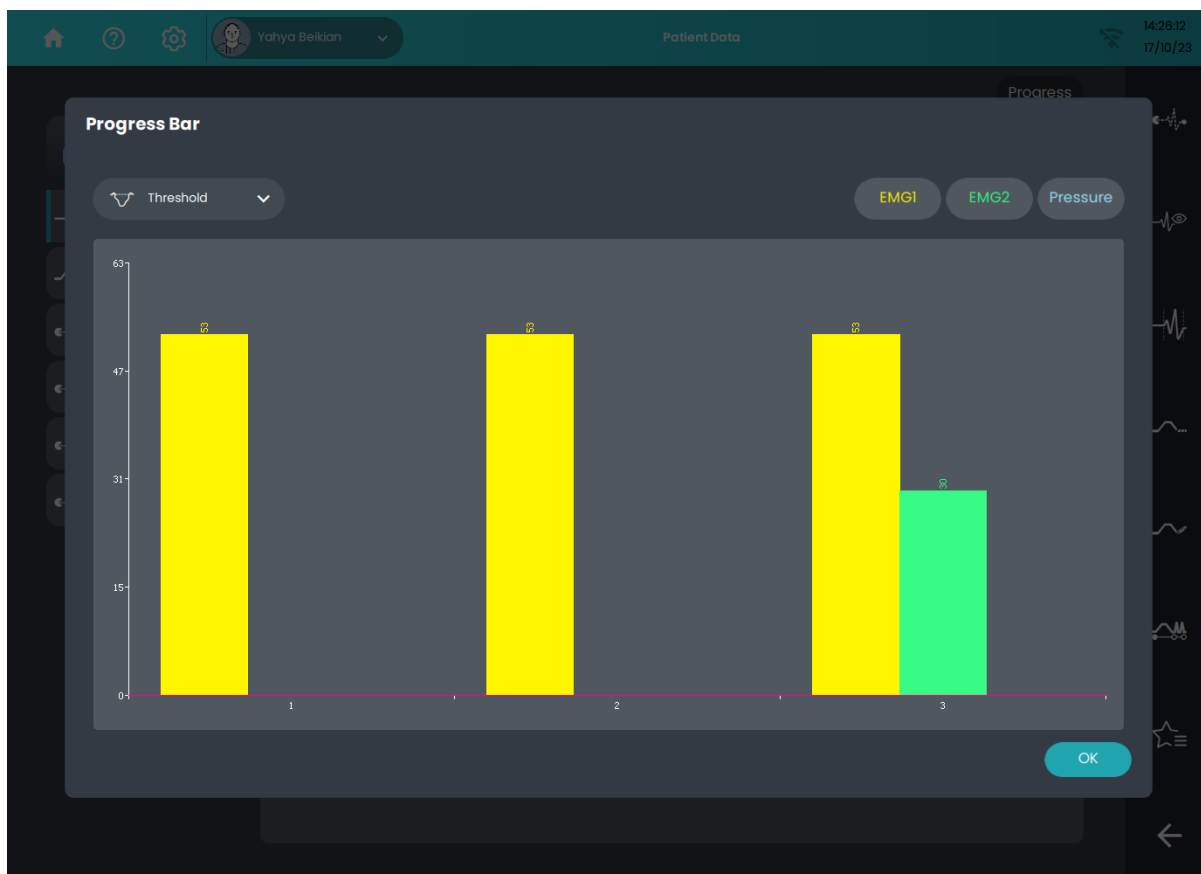 Yahya Beikian
Patient Data
14:26:12
17/10/23
Progress
Progress Bar
Threshold
EMG1
EMG2
Pressure
63
53
53
53
47
31
30
15
0
1
2
3
OK